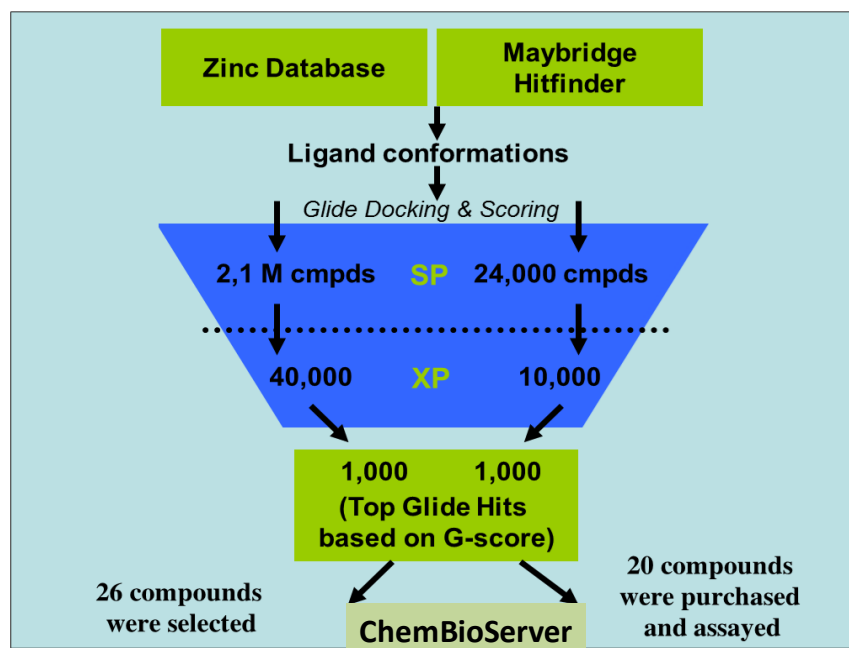 Zinc Database
Maybridge
Hitfinder
Ligand conformations
Glide Docking & Scoring
2,1 M cmpds SP 24,000 cmpds
40,000 XP 10,000
1,000 1,000
(Top Glide Hits
based on G-score)
26 compounds
were selected
20 compounds
were purchased
and assayed
ChemBioServer